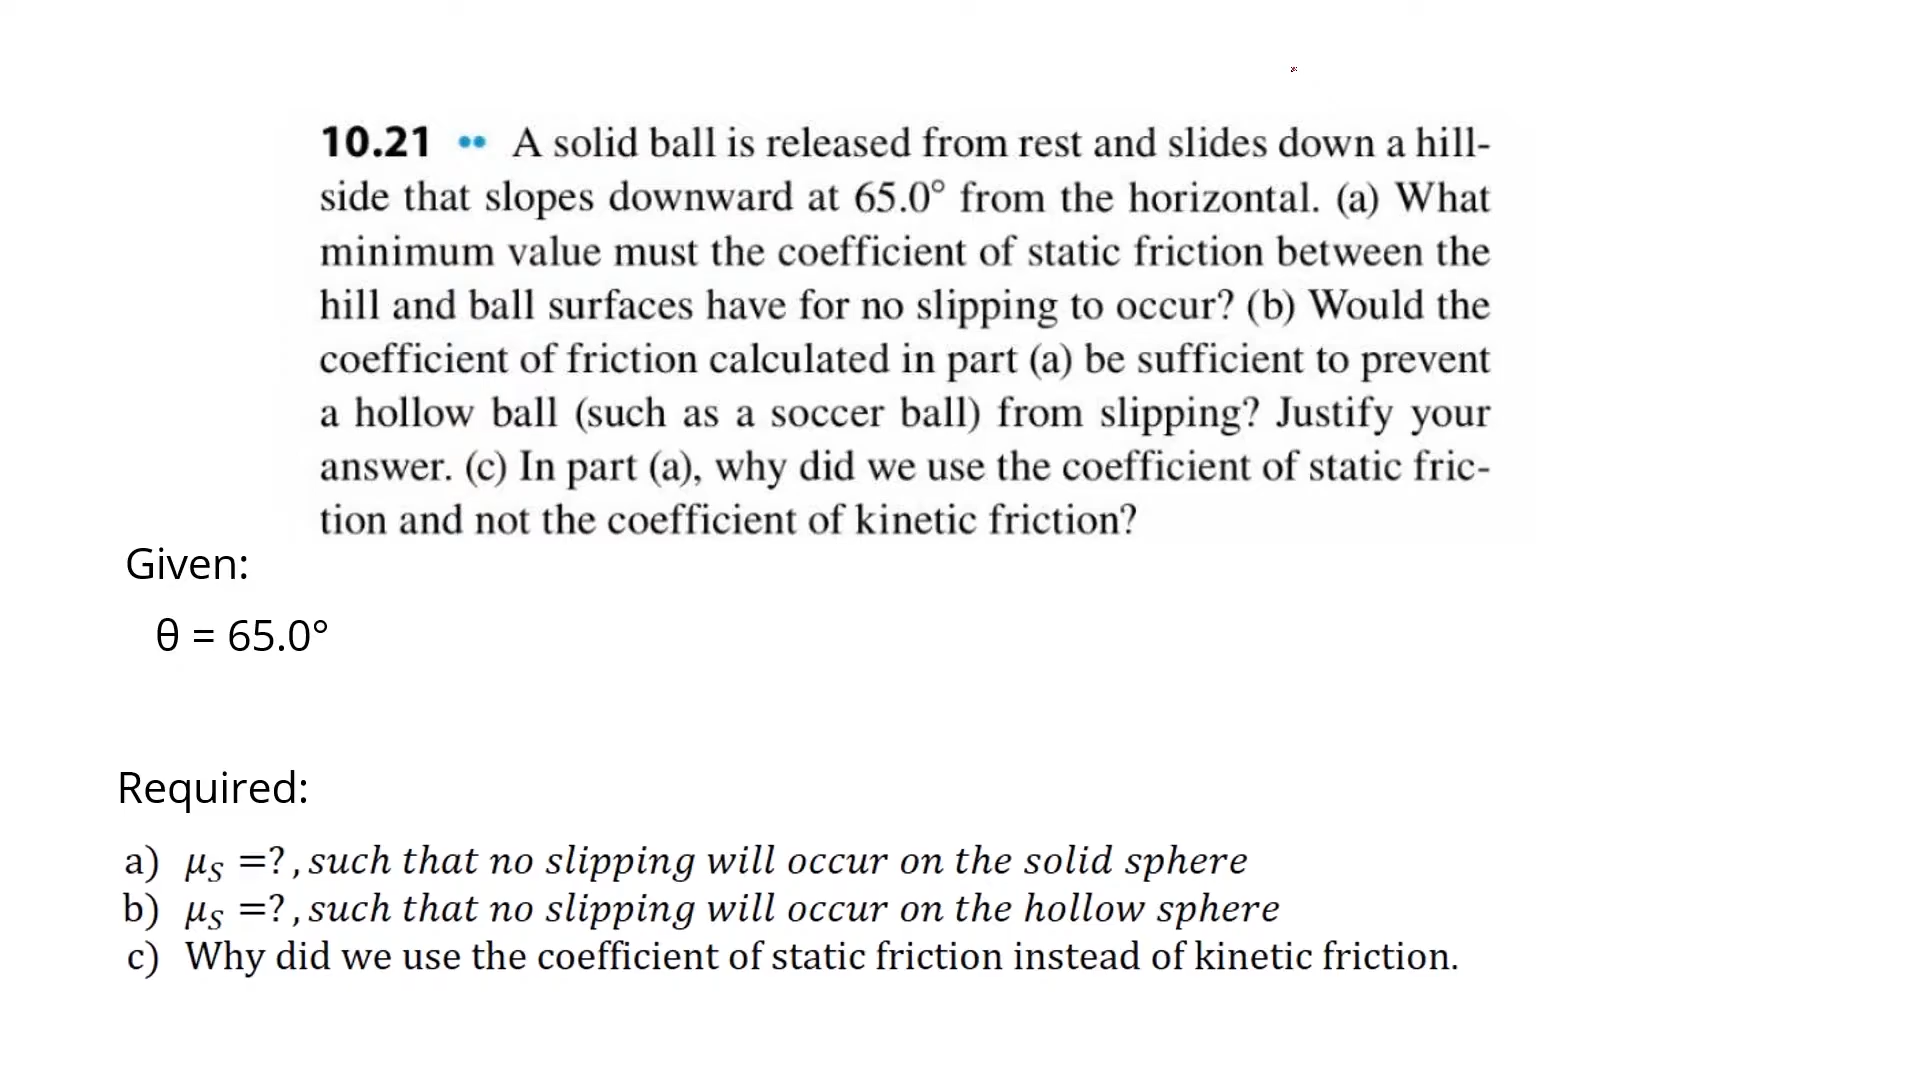 10.21 •• A solid ball is released from rest and slides down a hill-
side that slopes downward at 65.0° from the horizontal. (a) What
minimum value must the coefficient of static friction between the
hill and ball surfaces have for no slipping to occur? (b) Would the
coefficient of friction calculated in part (a) be sufficient to prevent
a hollow ball (such as a soccer ball) from slipping? Justify your
answer. (c) In part (a), why did we use the coefficient of static fric-
tion and not the coefficient of kinetic friction?
Given:
θ = 65.0°
Required:
a) μ_S =?, such that no slipping will occur on the solid sphere
b) μ_S =?, such that no slipping will occur on the hollow sphere
c) Why did we use the coefficient of static friction instead of kinetic friction.